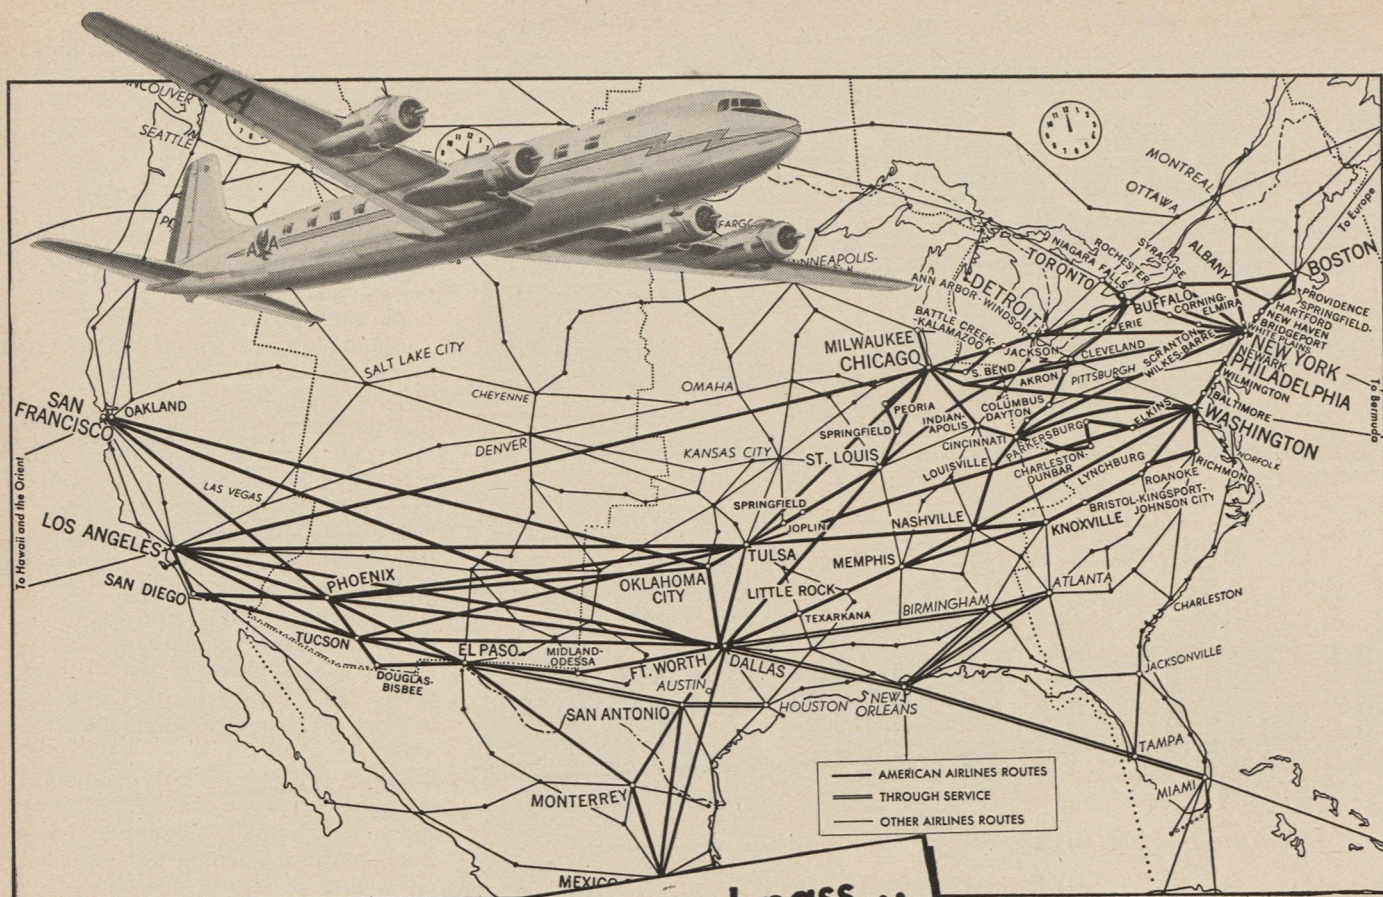 AA
AA
NCOUVER
SEATTLE
FARGO
MONTREAL
OTTAWA
To Europe
ROCHESTER
SYRACUSE
ALBANY
NIAGARA FALLS
TORONTO
BOSTON
BUFFALO
CORNING-
ELMIRA
PROVIDENCE
SPRINGFIELD-
HARTFORD
NEW HAVEN
BRIDGEPORT
WHITE PLAINS
NNEAPOLIS-
ANN ARBOR-
DETROIT
WINDSOR
BATTLE CREEK-
KALAMAZOO
ERIE
MILWAUKEE
CHICAGO
JACKSON
CLEVELAND
SCRANTON
WILKES-BARRE
NEW YORK
NEWARK
PHILADELPHIA
S. BEND
AKRON
PITTSBURGH
WILMINGTON
SALT LAKE CITY
CHEYENNE
OMAHA
To Bermuda
SAN
FRANCISCO
OAKLAND
PEORIA
COLUMBUS
DAYTON
INDIAN-
APOLIS
ELKINS
BALTIMORE
WASHINGTON
SPRINGFIELD
CINCINNATI
PARKERSBURG
DENVER
KANSAS CITY
ST. LOUIS
LOUISVILLE
CHARLESTON-
DUNBAR
LYNCHBURG
NORFOLK
RICHMOND
ROANOKE
To Hawaii and the Orient
LAS VEGAS
SPRINGFIELD
JOPLIN
BRISTOL-KINGSPORT-
JOHNSON CITY
NASHVILLE
KNOXVILLE
LOS ANGELES
TULSA
MEMPHIS
SAN DIEGO
PHOENIX
OKLAHOMA
CITY
LITTLE ROCK
ATLANTA
TEXARKANA
BIRMINGHAM
CHARLESTON
TUCSON
EL PASO
MIDLAND-
ODESSA
FT. WORTH
DALLAS
JACKSONVILLE
DOUGLAS-
BISBEE
AUSTIN
SAN ANTONIO
HOUSTON
NEW
ORLEANS
TAMPA
MIAMI
MONTERREY
AMERICAN AIRLINES ROUTES
THROUGH SERVICE
OTHER AIRLINES ROUTES
MEXICO